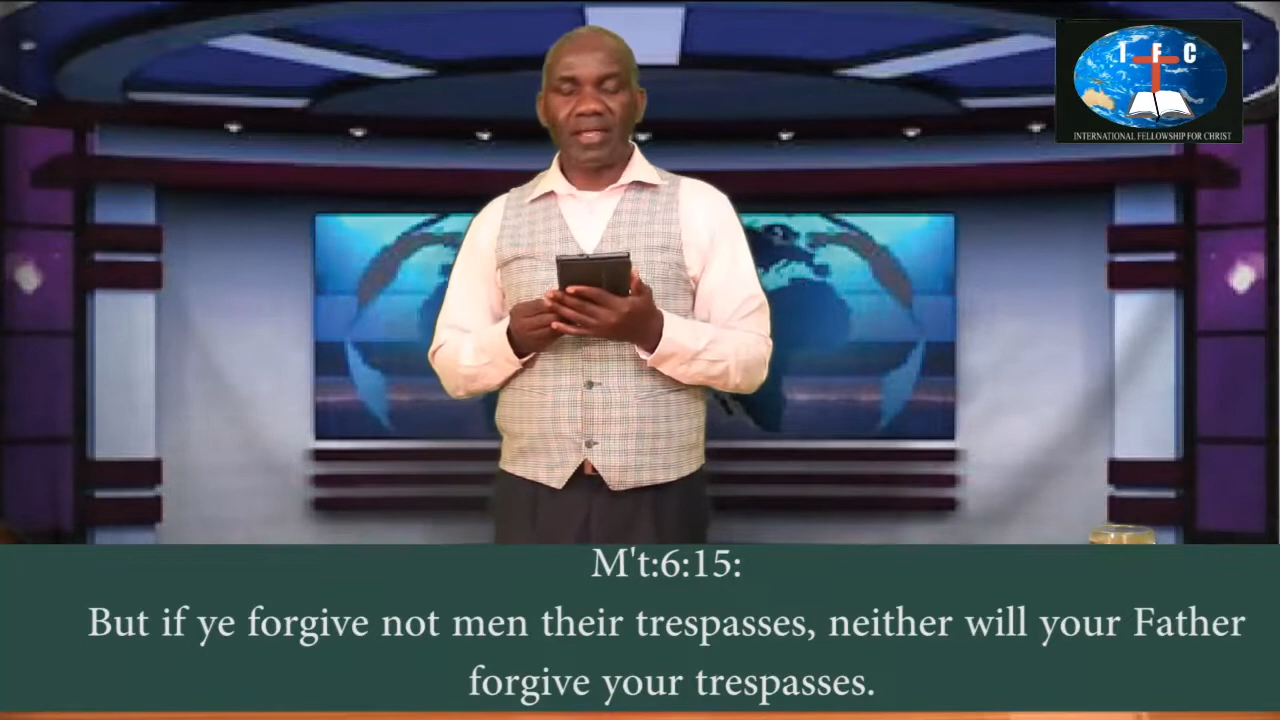 I F C
INTERNATIONAL FELLOWSHIP FOR CHRIST
M't:6:15:
But if ye forgive not men their trespasses, neither will your Father
forgive your trespasses.